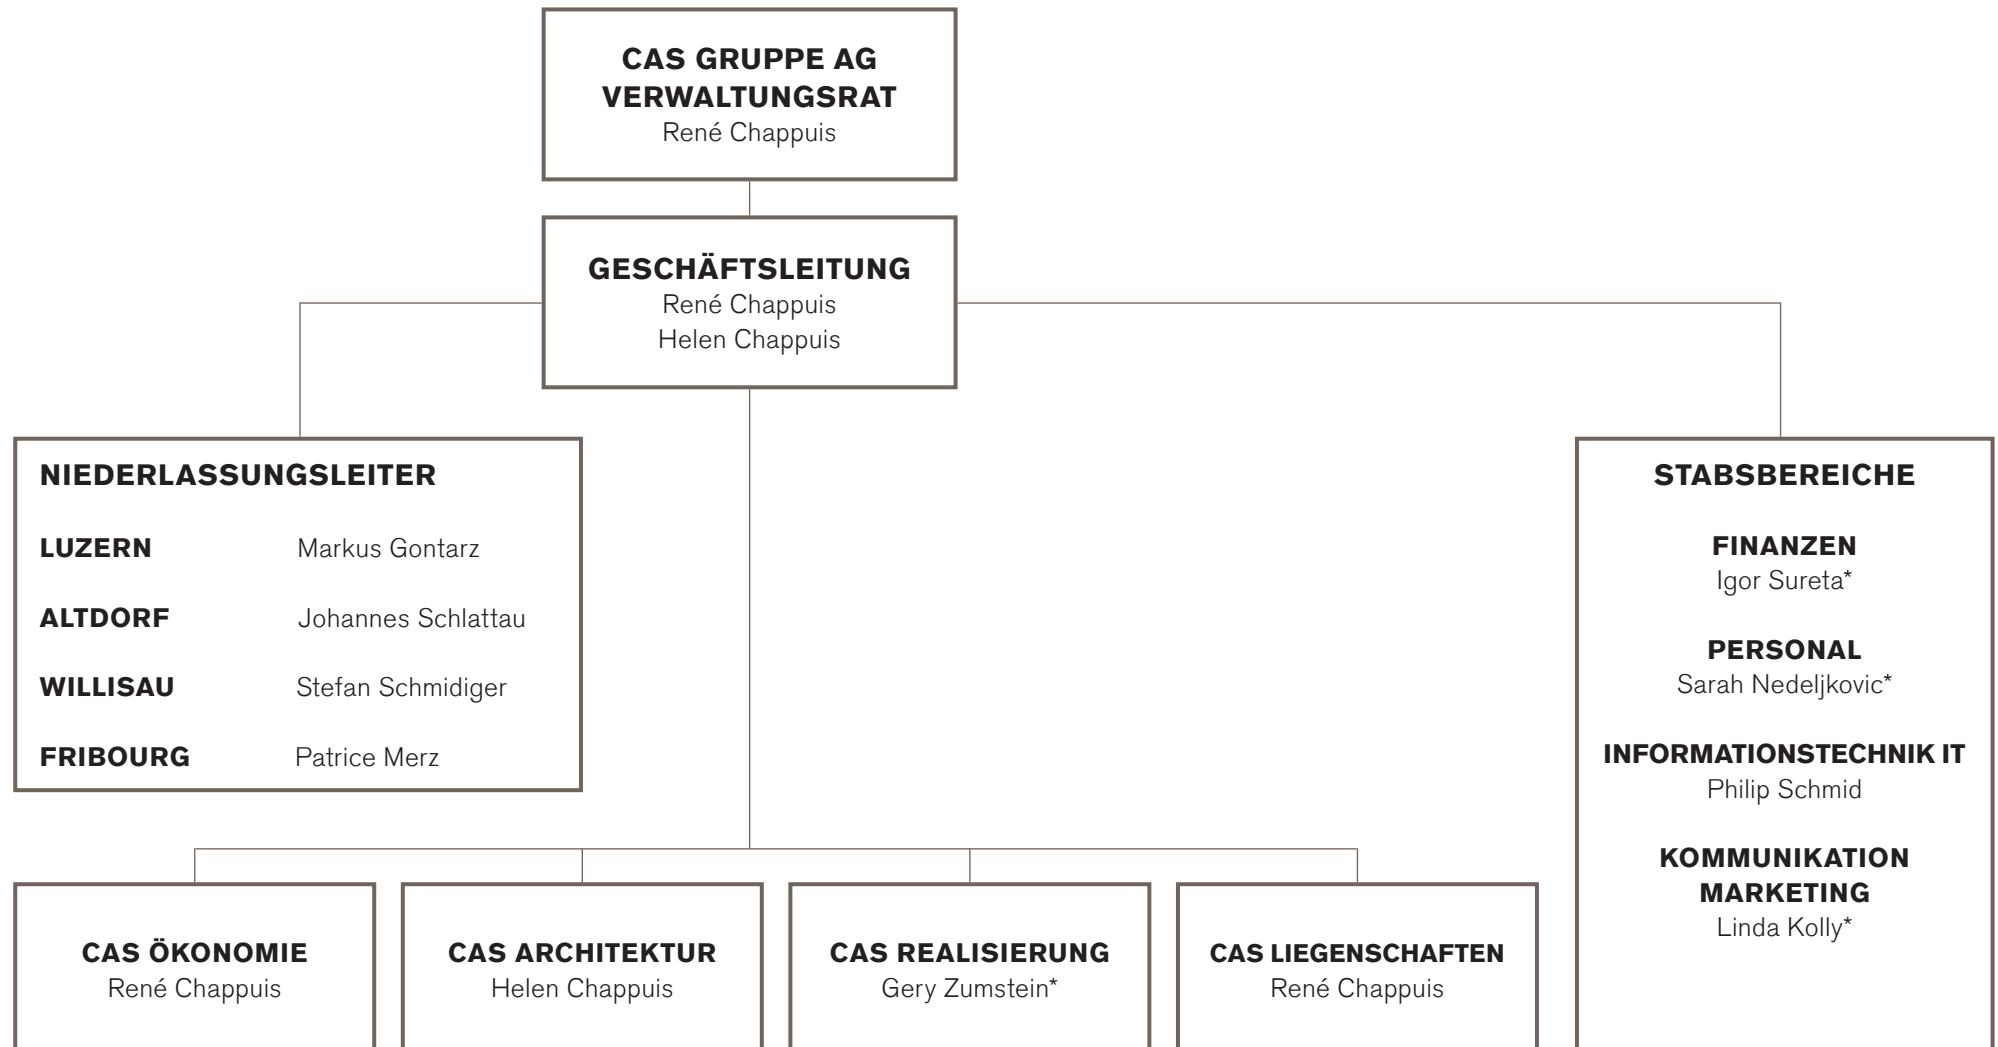 CAS GRUPPE AG
VERWALTUNGSRAT
René Chappuis
GESCHÄFTSLEITUNG
René Chappuis
Helen Chappuis
NIEDERLASSUNGSLEITER
LUZERN Markus Gontarz
ALTDORF Johannes Schlattau
WILLISAU Stefan Schmidiger
FRIBOURG Patrice Merz
STABSBEREICHE
FINANZEN
Igor Sureta*
PERSONAL
Sarah Nedeljkovic*
INFORMATIONSTECHNIK IT
Philip Schmid
KOMMUNIKATION
MARKETING
Linda Kolly*
CAS ÖKONOMIE
René Chappuis
CAS ARCHITEKTUR
Helen Chappuis
CAS REALISIERUNG
Gery Zumstein*
CAS LIEGENSCHAFTEN
René Chappuis